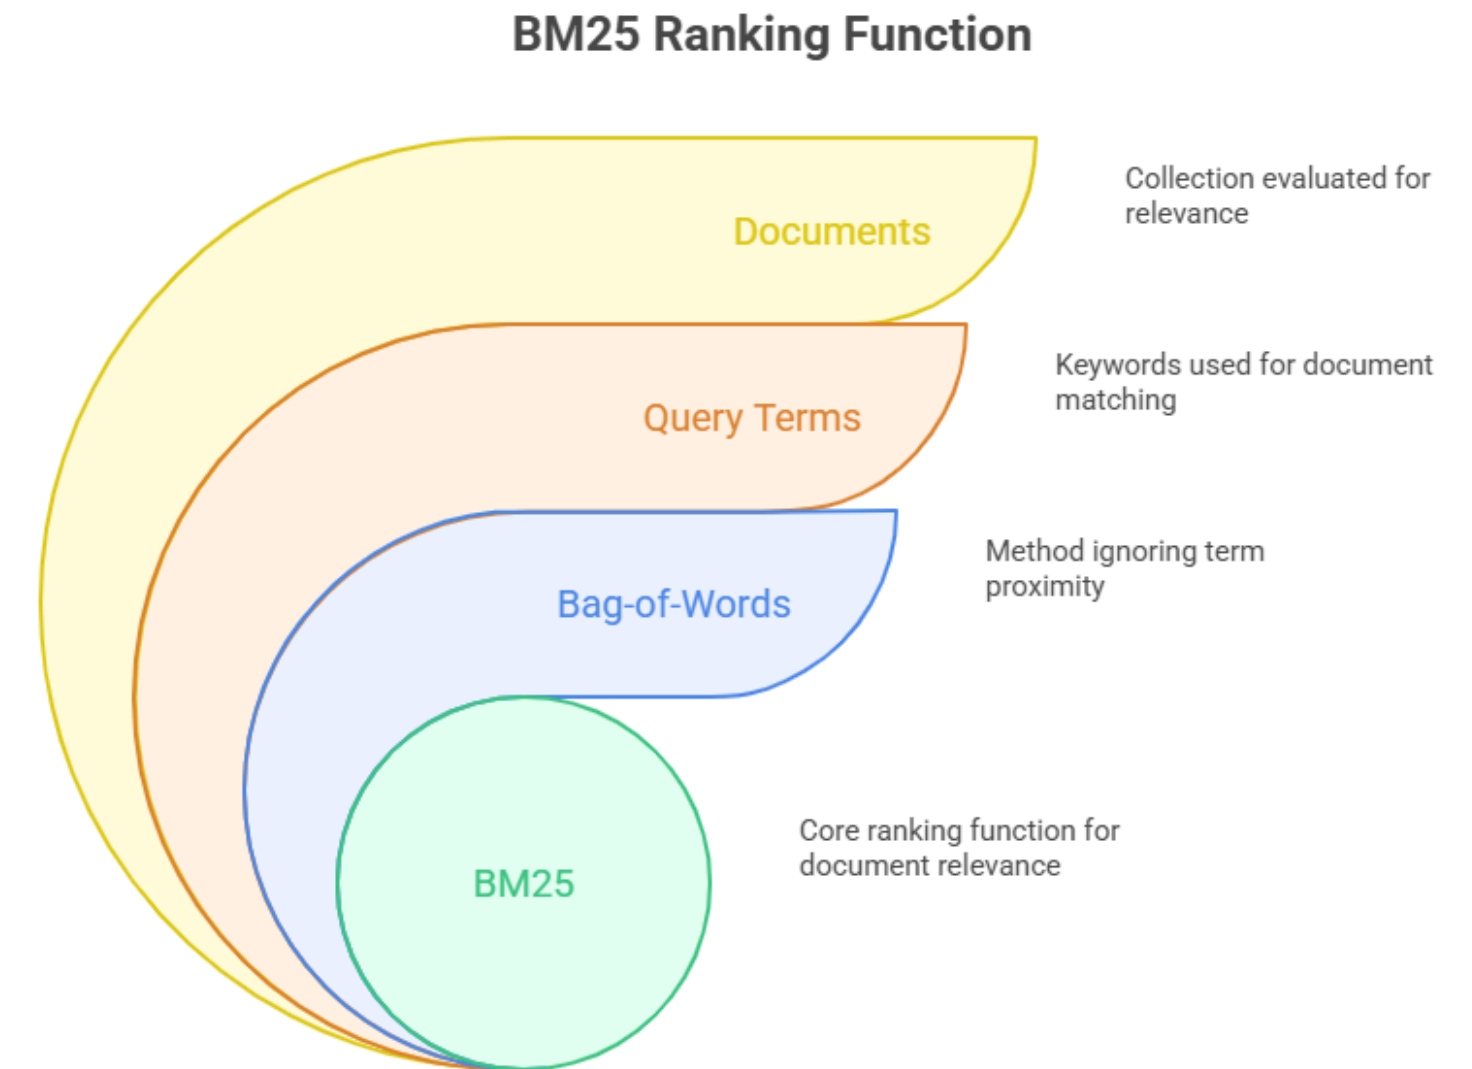 BM25 Ranking Function
Documents
Collection evaluated for
relevance
Query Terms
Keywords used for document
matching
Bag-of-Words
Method ignoring term
proximity
BM25
Core ranking function for
document relevance